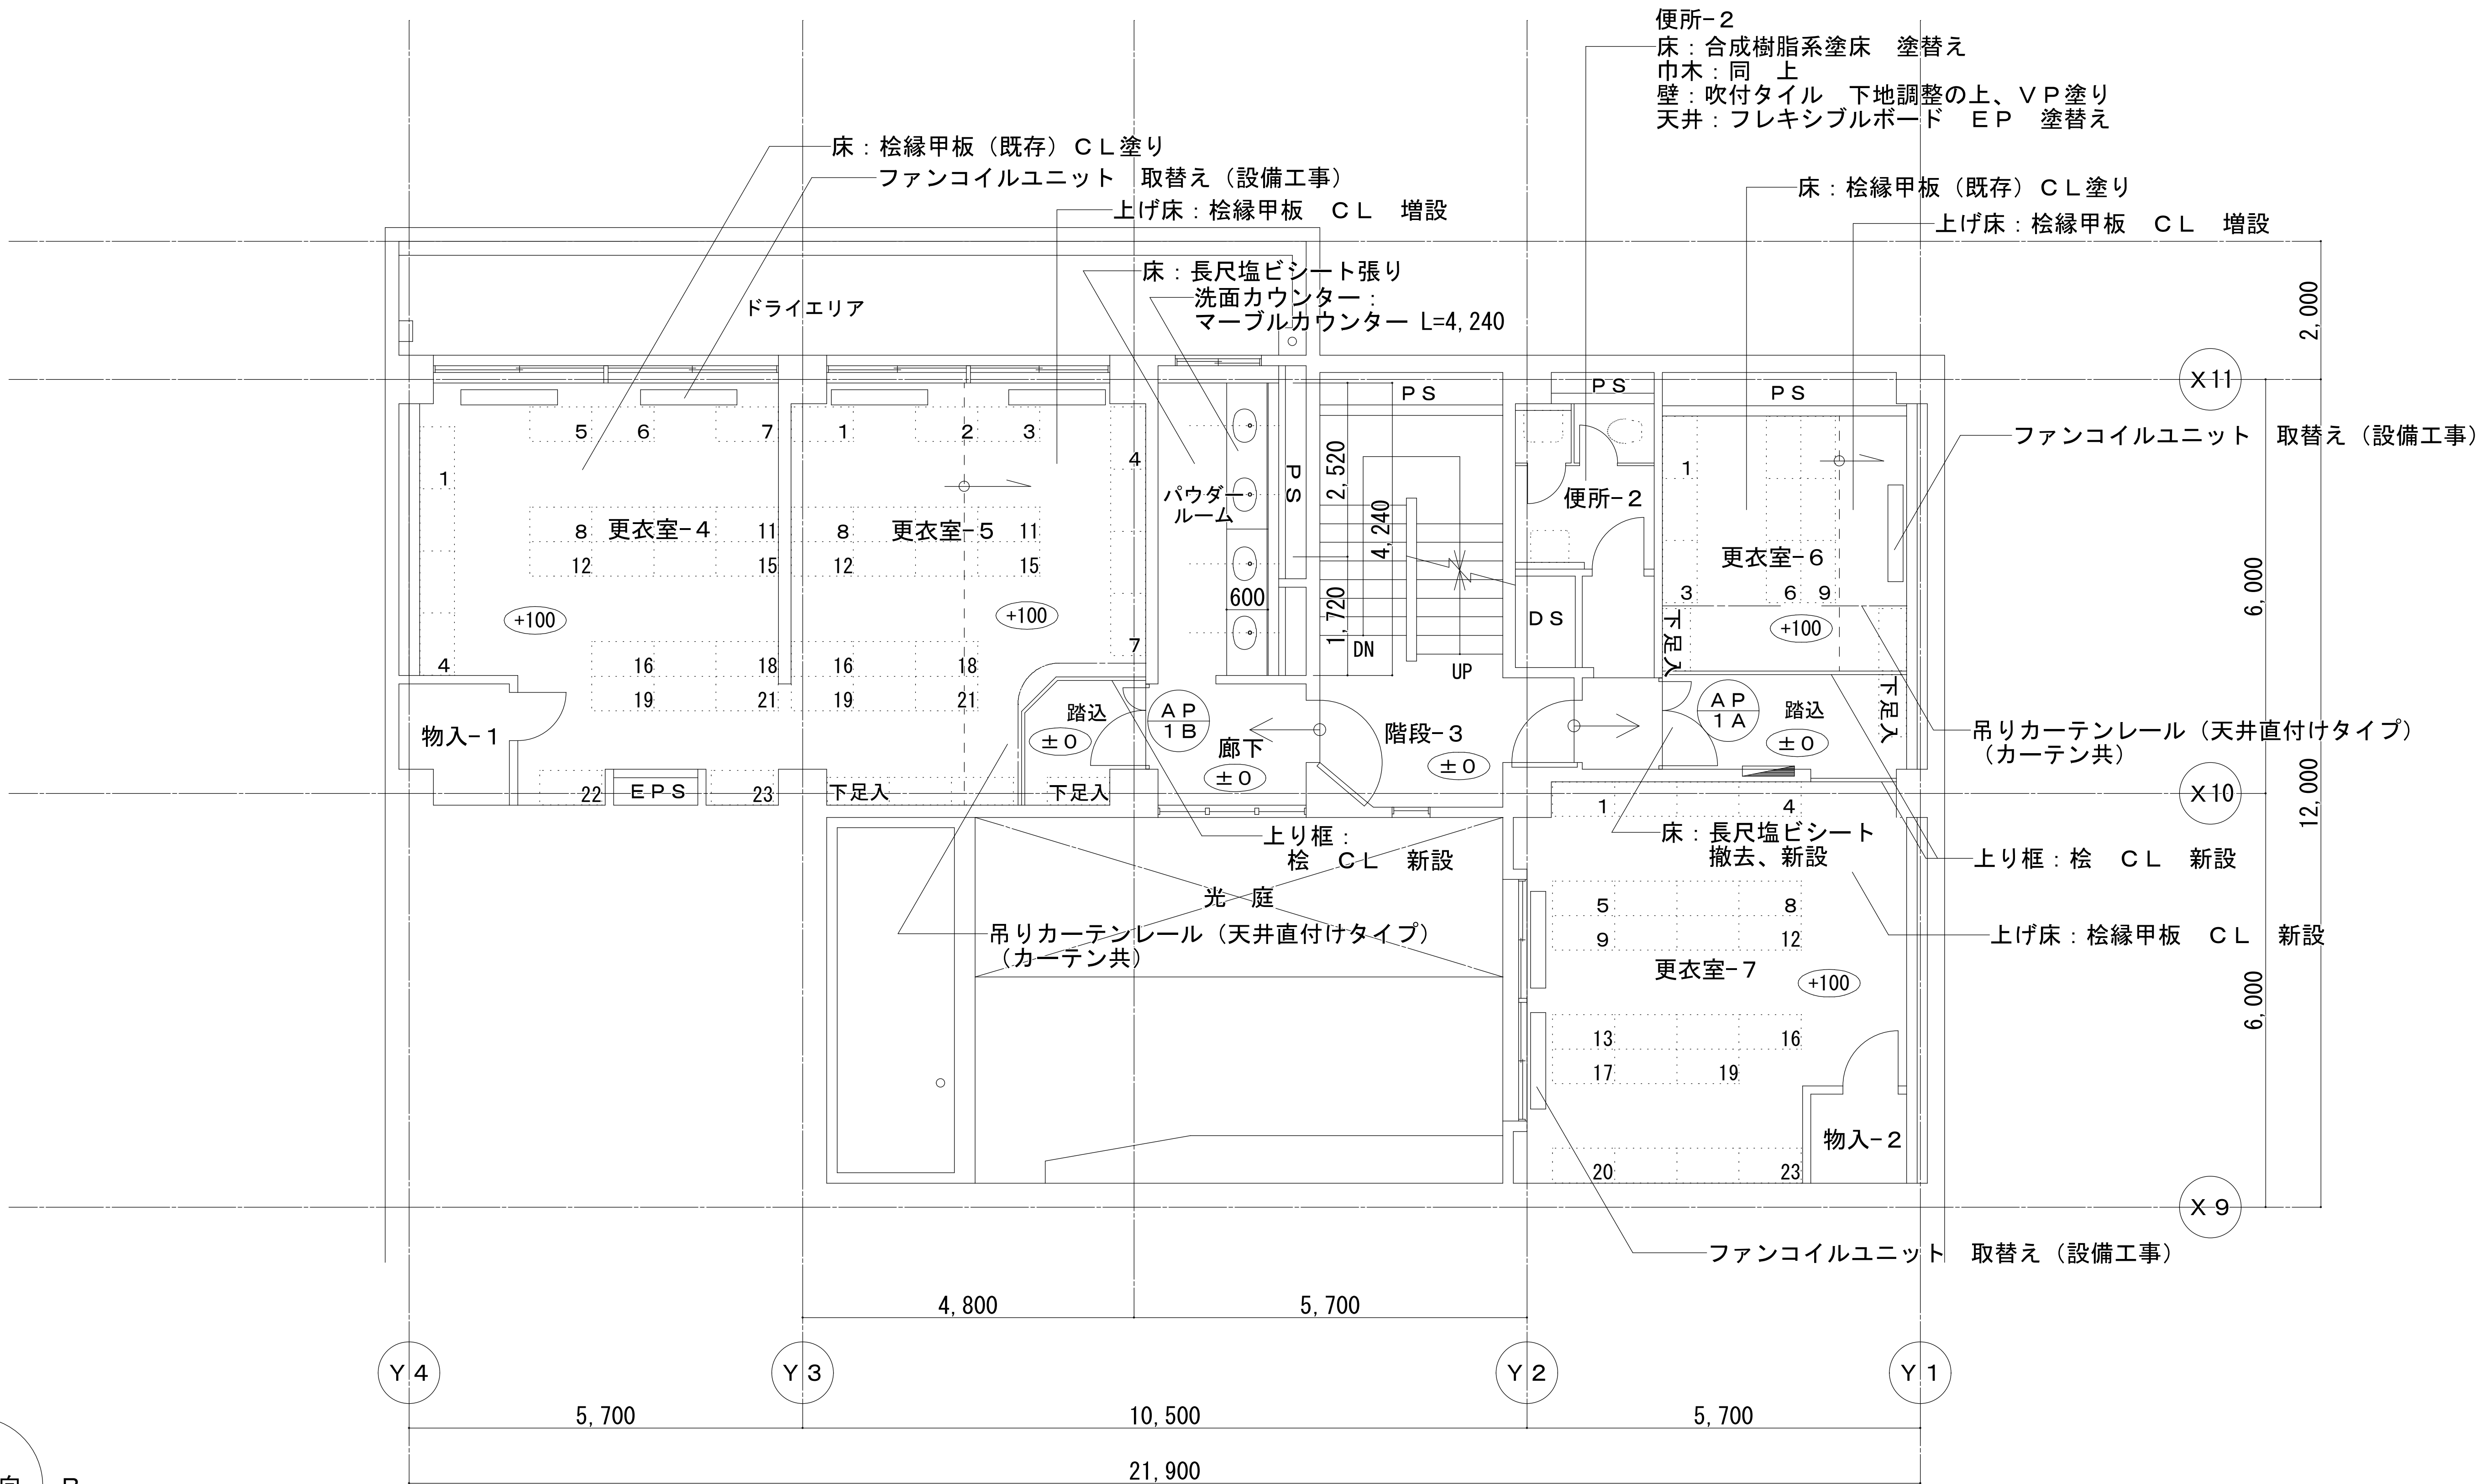 便所-2
床：合成樹脂系塗床　塗替え
巾木：同　上
壁：吹付タイル　下地調整の上、ＶＰ塗り
天井：フレキシブルボード　ＥＰ　塗替え
床：桧縁甲板（既存）ＣＬ塗り
ファンコイルユニット　取替え（設備工事）
上げ床：桧縁甲板　ＣＬ　増設
床：桧縁甲板（既存）ＣＬ塗り
上げ床：桧縁甲板　ＣＬ　増設
床：長尺塩ビシート張り
洗面カウンター：
マーブルカウンター L=4,240
ドライエリア
2,000
X11
ＰＳ
ＰＳ
ＰＳ
5 6 7 1 2 3
ファンコイルユニット　取替え（設備工事）
1
4
1
ＰＳ
2,520
パウダー
ルーム
便所-2
4,240
8 更衣室-4 11 8 更衣室-5 11
12 15 12 15
更衣室-6
6,000
3 6 9
600
1,720
ＤＳ
+100
+100
+100
下足入
DN
UP
4
7
16 18 16 18
19 21 19 21
物入-1
踏込
±0
ＡＰ
1B
廊下
±0
階段-3
±0
ＡＰ
1A
踏込
±0
下足入
吊りカーテンレール（天井直付けタイプ）
（カーテン共）
22 ＥＰＳ 23
下足入
下足入
X10
12,000
1 4
上り框：
桧　ＣＬ　新設
床：長尺塩ビシート
撤去、新設
上り框：桧　ＣＬ　新設
光　庭
5 8
9 12
吊りカーテンレール（天井直付けタイプ）
（カーテン共）
上げ床：桧縁甲板　ＣＬ　新設
更衣室-7
+100
6,000
13 16
17 19
物入-2
20 23
X9
ファンコイルユニット　取替え（設備工事）
4,800
5,700
Y4
Y3
Y2
Y1
5,700
10,500
5,700
21,900